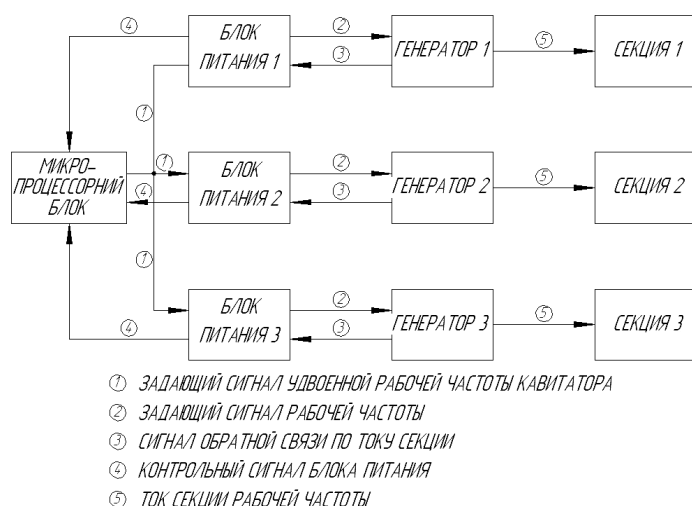 ④ БЛОК ПИТАНИЯ 1 ② ③ ГЕНЕРАТОР 1 ⑤ СЕКЦИЯ 1
①
МИКРО-
ПРОЦЕССОРНИЙ
БЛОК
① ④ БЛОК ПИТАНИЯ 2 ② ③ ГЕНЕРАТОР 2 ⑤ СЕКЦИЯ 2
①
④ БЛОК ПИТАНИЯ 3 ② ③ ГЕНЕРАТОР 3 ⑤ СЕКЦИЯ 3
① ЗАДАЮЩИЙ СИГНАЛ УДВОЕННОЙ РАБОЧЕЙ ЧАСТОТЫ КАВИТАТОРА
② ЗАДАЮЩИЙ СИГНАЛ РАБОЧЕЙ ЧАСТОТЫ
③ СИГНАЛ ОБРАТНОЙ СВЯЗИ ПО ТОКУ СЕКЦИИ
④ КОНТРОЛЬНЫЙ СИГНАЛ БЛОКА ПИТАНИЯ
⑤ ТОК СЕКЦИИ РАБОЧЕЙ ЧАСТОТЫ